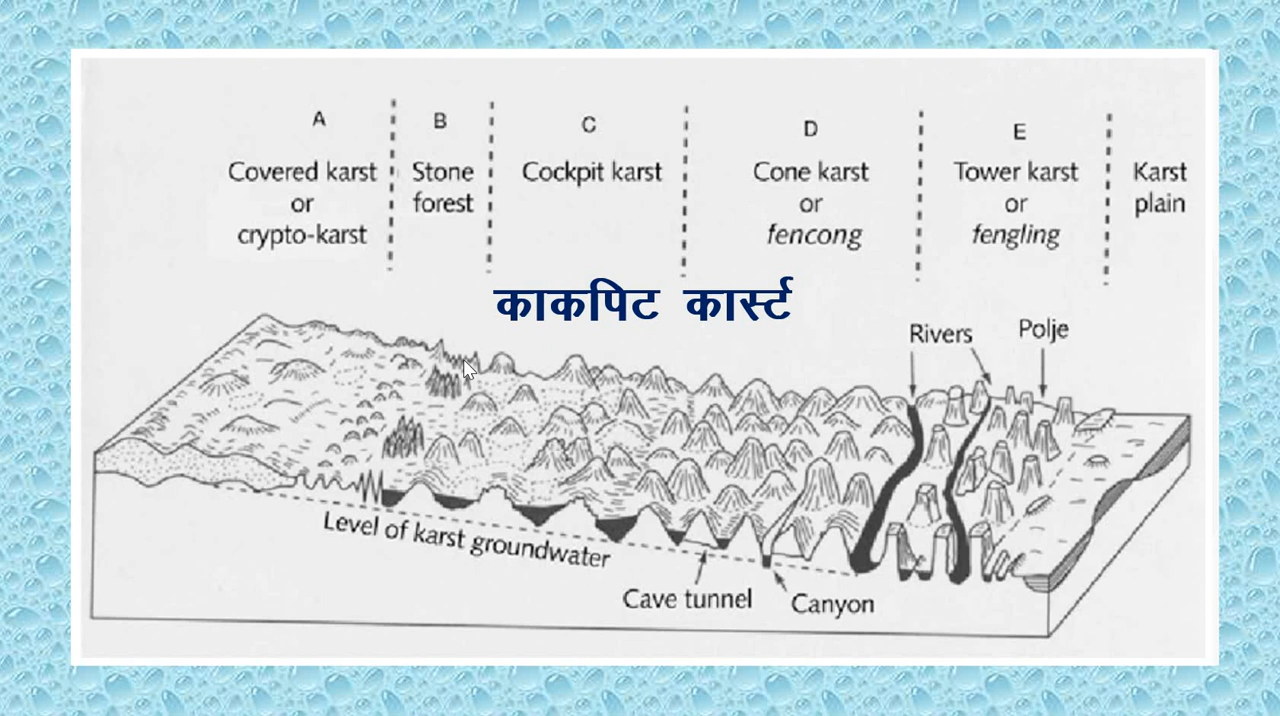 A
Covered karst
or
crypto-karst
B
Stone
forest
C
Cockpit karst
D
Cone karst
or
fencong
E
Tower karst
or
fengling
Karst
plain
काकपिट कार्स्ट
Rivers
Polje
Level of karst groundwater
Cave tunnel
Canyon